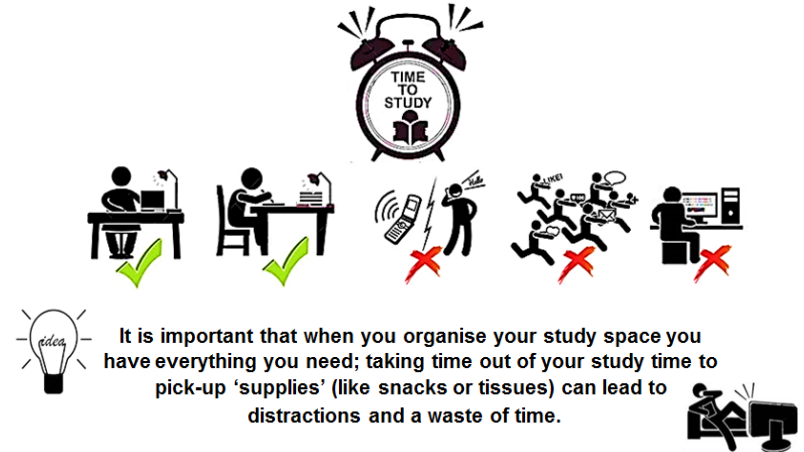 TIME
TO
STUDY
Hello
LIKE!
idea
It is important that when you organise your study space you
have everything you need; taking time out of your study time to
pick-up ‘supplies’ (like snacks or tissues) can lead to
distractions and a waste of time.